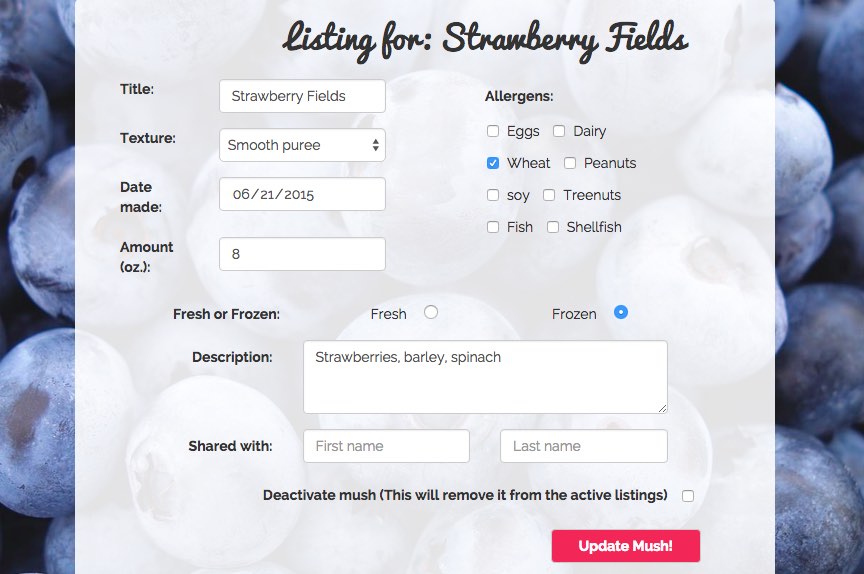 Listing for: Strawberry Fields
Title:
Strawberry Fields
Texture:
Smooth puree
Date
made:
06/21/2015
Amount
(oz.):
8
Allergens:
Eggs Dairy
Wheat Peanuts
soy Treenuts
Fish Shellfish
Fresh or Frozen: Fresh Frozen
Description: Strawberries, barley, spinach
Shared with: First name Last name
Deactivate mush (This will remove it from the active listings)
Update Mush!